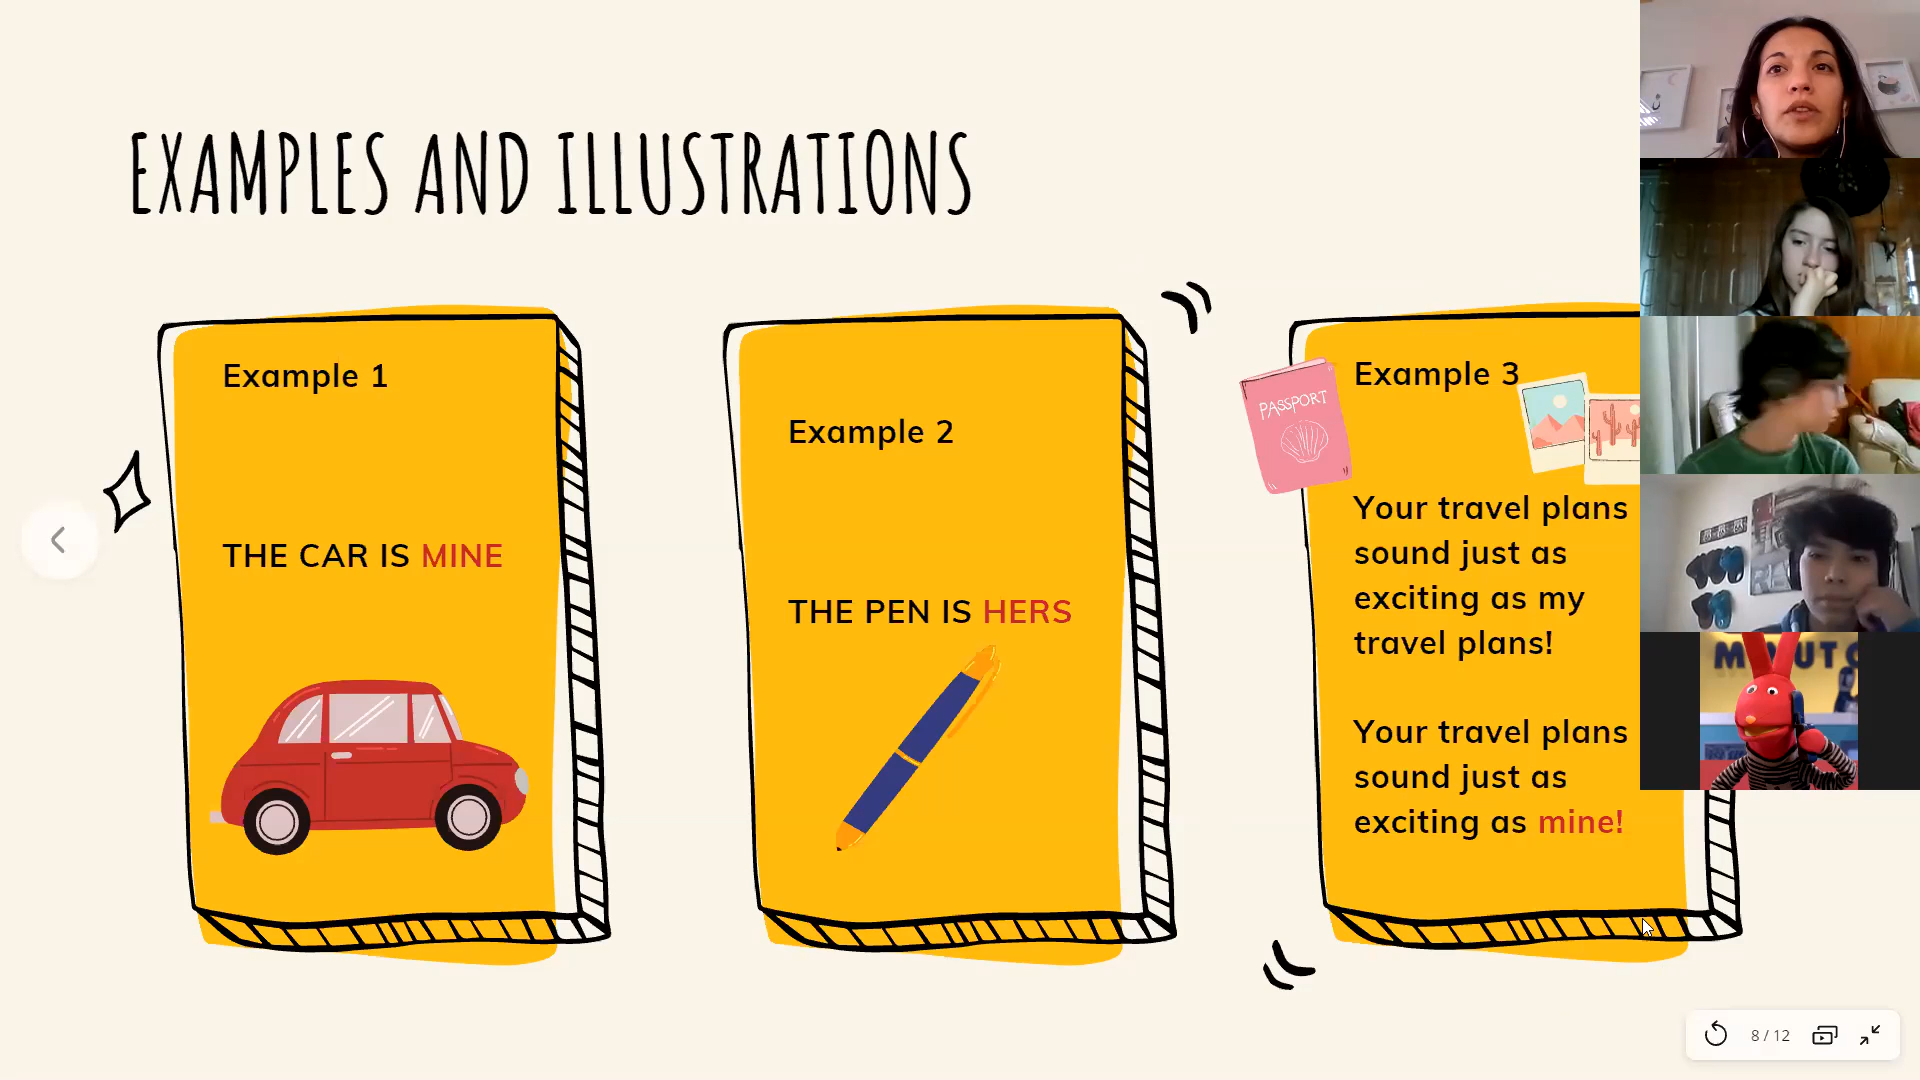 EXAMPLES AND ILLUSTRATIONS
Example 1
THE CAR IS MINE
Example 2
THE PEN IS HERS
PASSPORT
Example 3
Your travel plans
sound just as
exciting as my
travel plans!
Your travel plans
sound just as
exciting as mine!
8 / 12